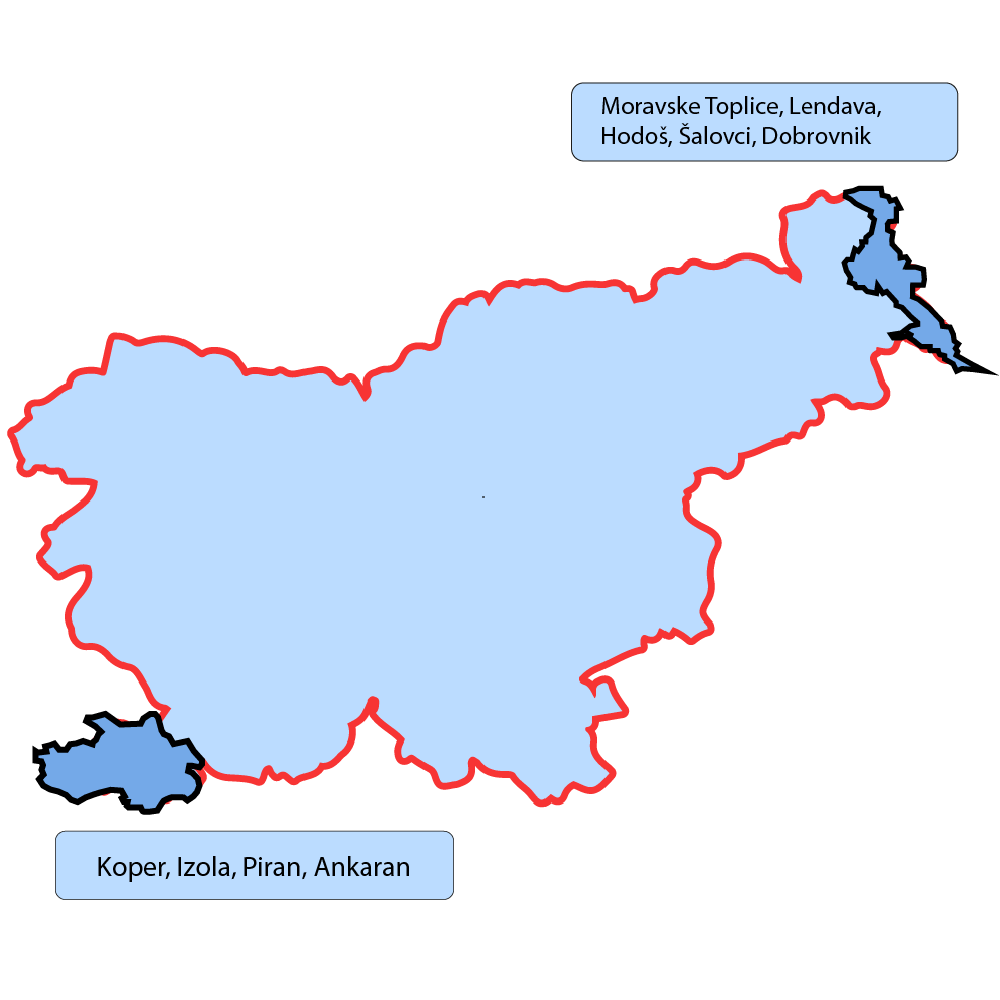 Moravske Toplice, Lendava,
Hodoš, Šalovci, Dobrovnik
Koper, Izola, Piran, Ankaran